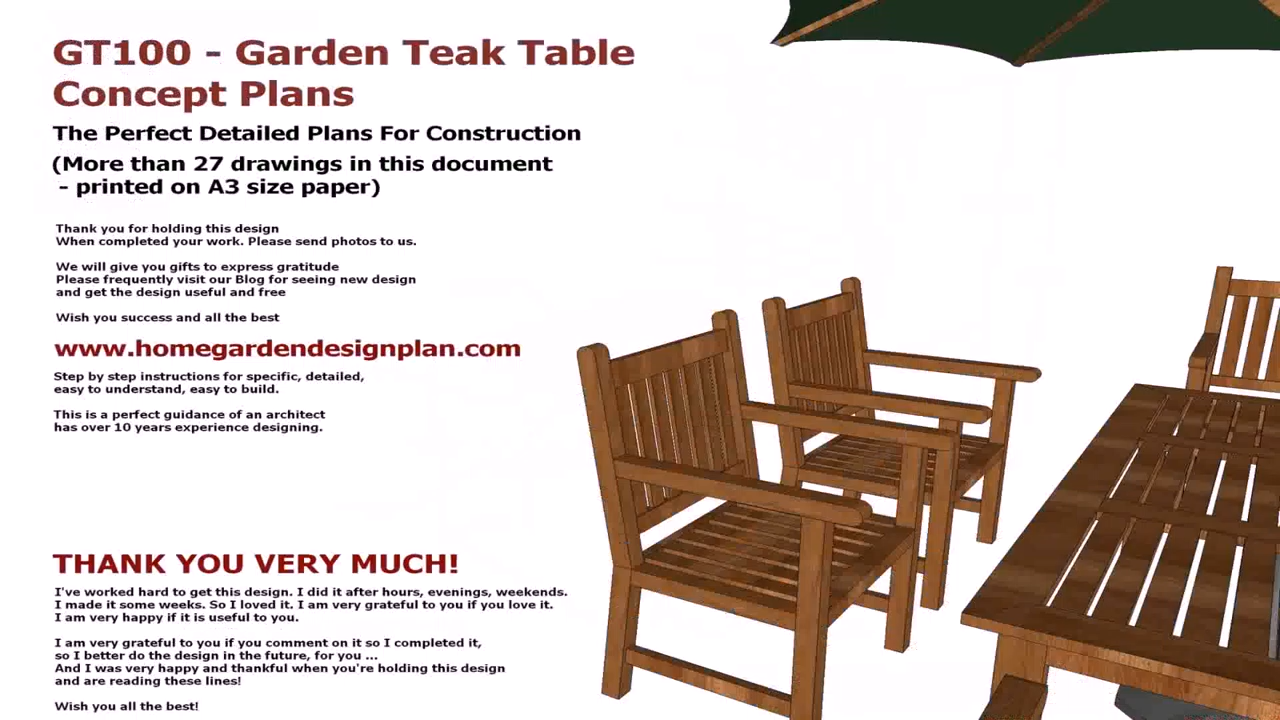 GT100 - Garden Teak Table
Concept Plans
The Perfect Detailed Plans For Construction
(More than 27 drawings in this document
- printed on A3 size paper)
Thank you for holding this design
When completed your work. Please send photos to us.
We will give you gifts to express gratitude
Please frequently visit our Blog for seeing new design
and get the design useful and free
Wish you success and all the best
www.homegardendesignplan.com
Step by step instructions for specific, detailed,
easy to understand, easy to build.
This is a perfect guidance of an architect
has over 10 years experience designing.
THANK YOU VERY MUCH!
I've worked hard to get this design. I did it after hours, evenings, weekends.
I made it some weeks. So I loved it. I am very grateful to you if you love it.
I am very happy if it is useful to you.
I am very grateful to you if you comment on it so I completed it,
so I better do the design in the future, for you ...
And I was very happy and thankful when you're holding this design
and are reading these lines!
Wish you all the best!